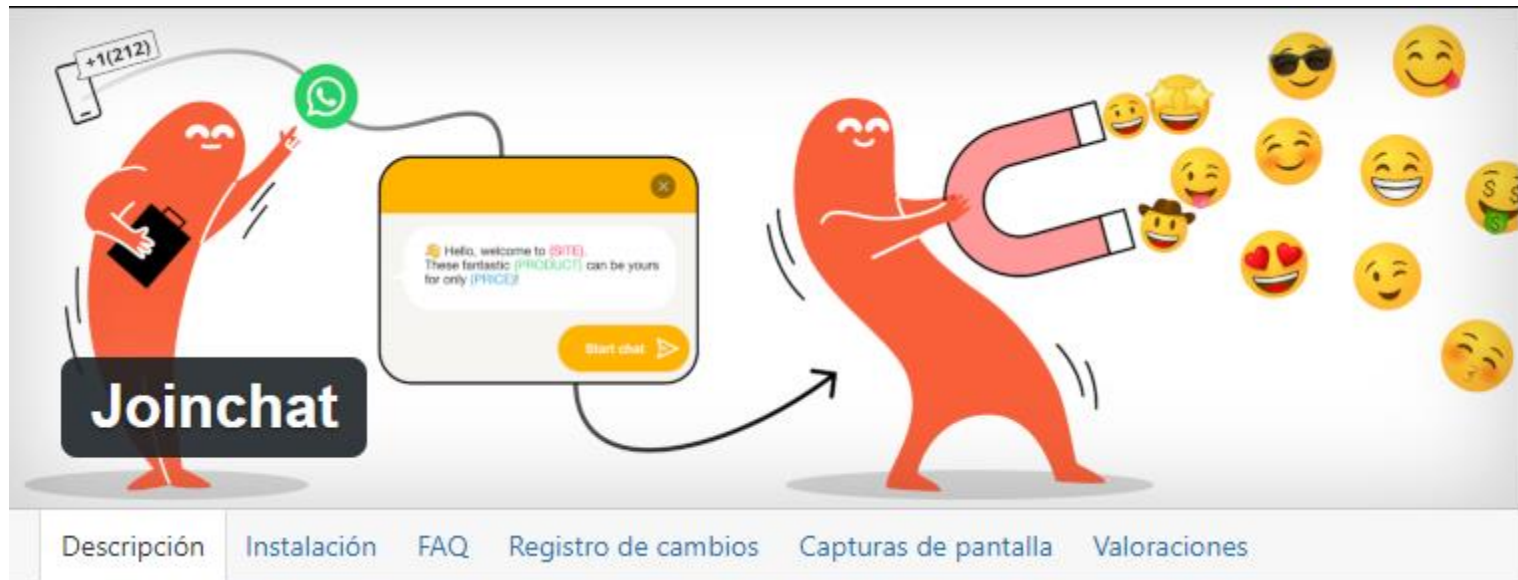 +1(212)
Hello, welcome to {SITE}.
These fantastic {PRODUCT} can be yours
for only {PRICE}!
Start chat
Joinchat
Descripción Instalación FAQ Registro de cambios Capturas de pantalla Valoraciones